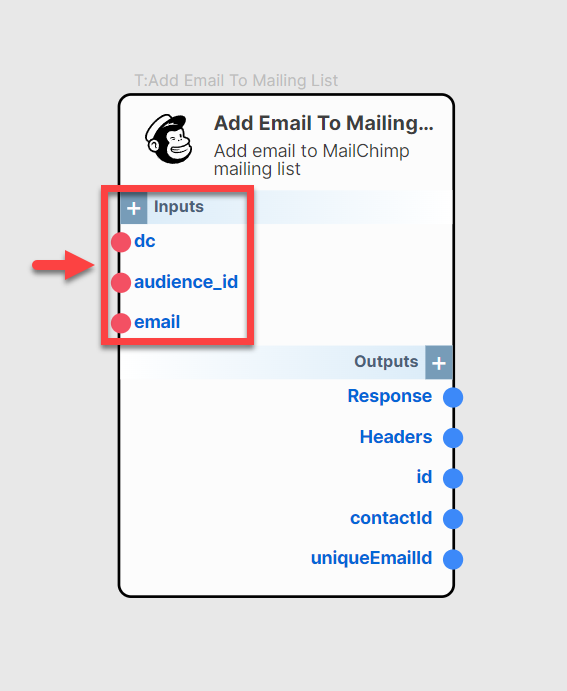 T:Add Email To Mailing List
Add Email To Mailing...
Add email to MailChimp
mailing list
+ Inputs
dc
audience_id
email
Outputs +
Response
Headers
id
contactId
uniqueEmailId